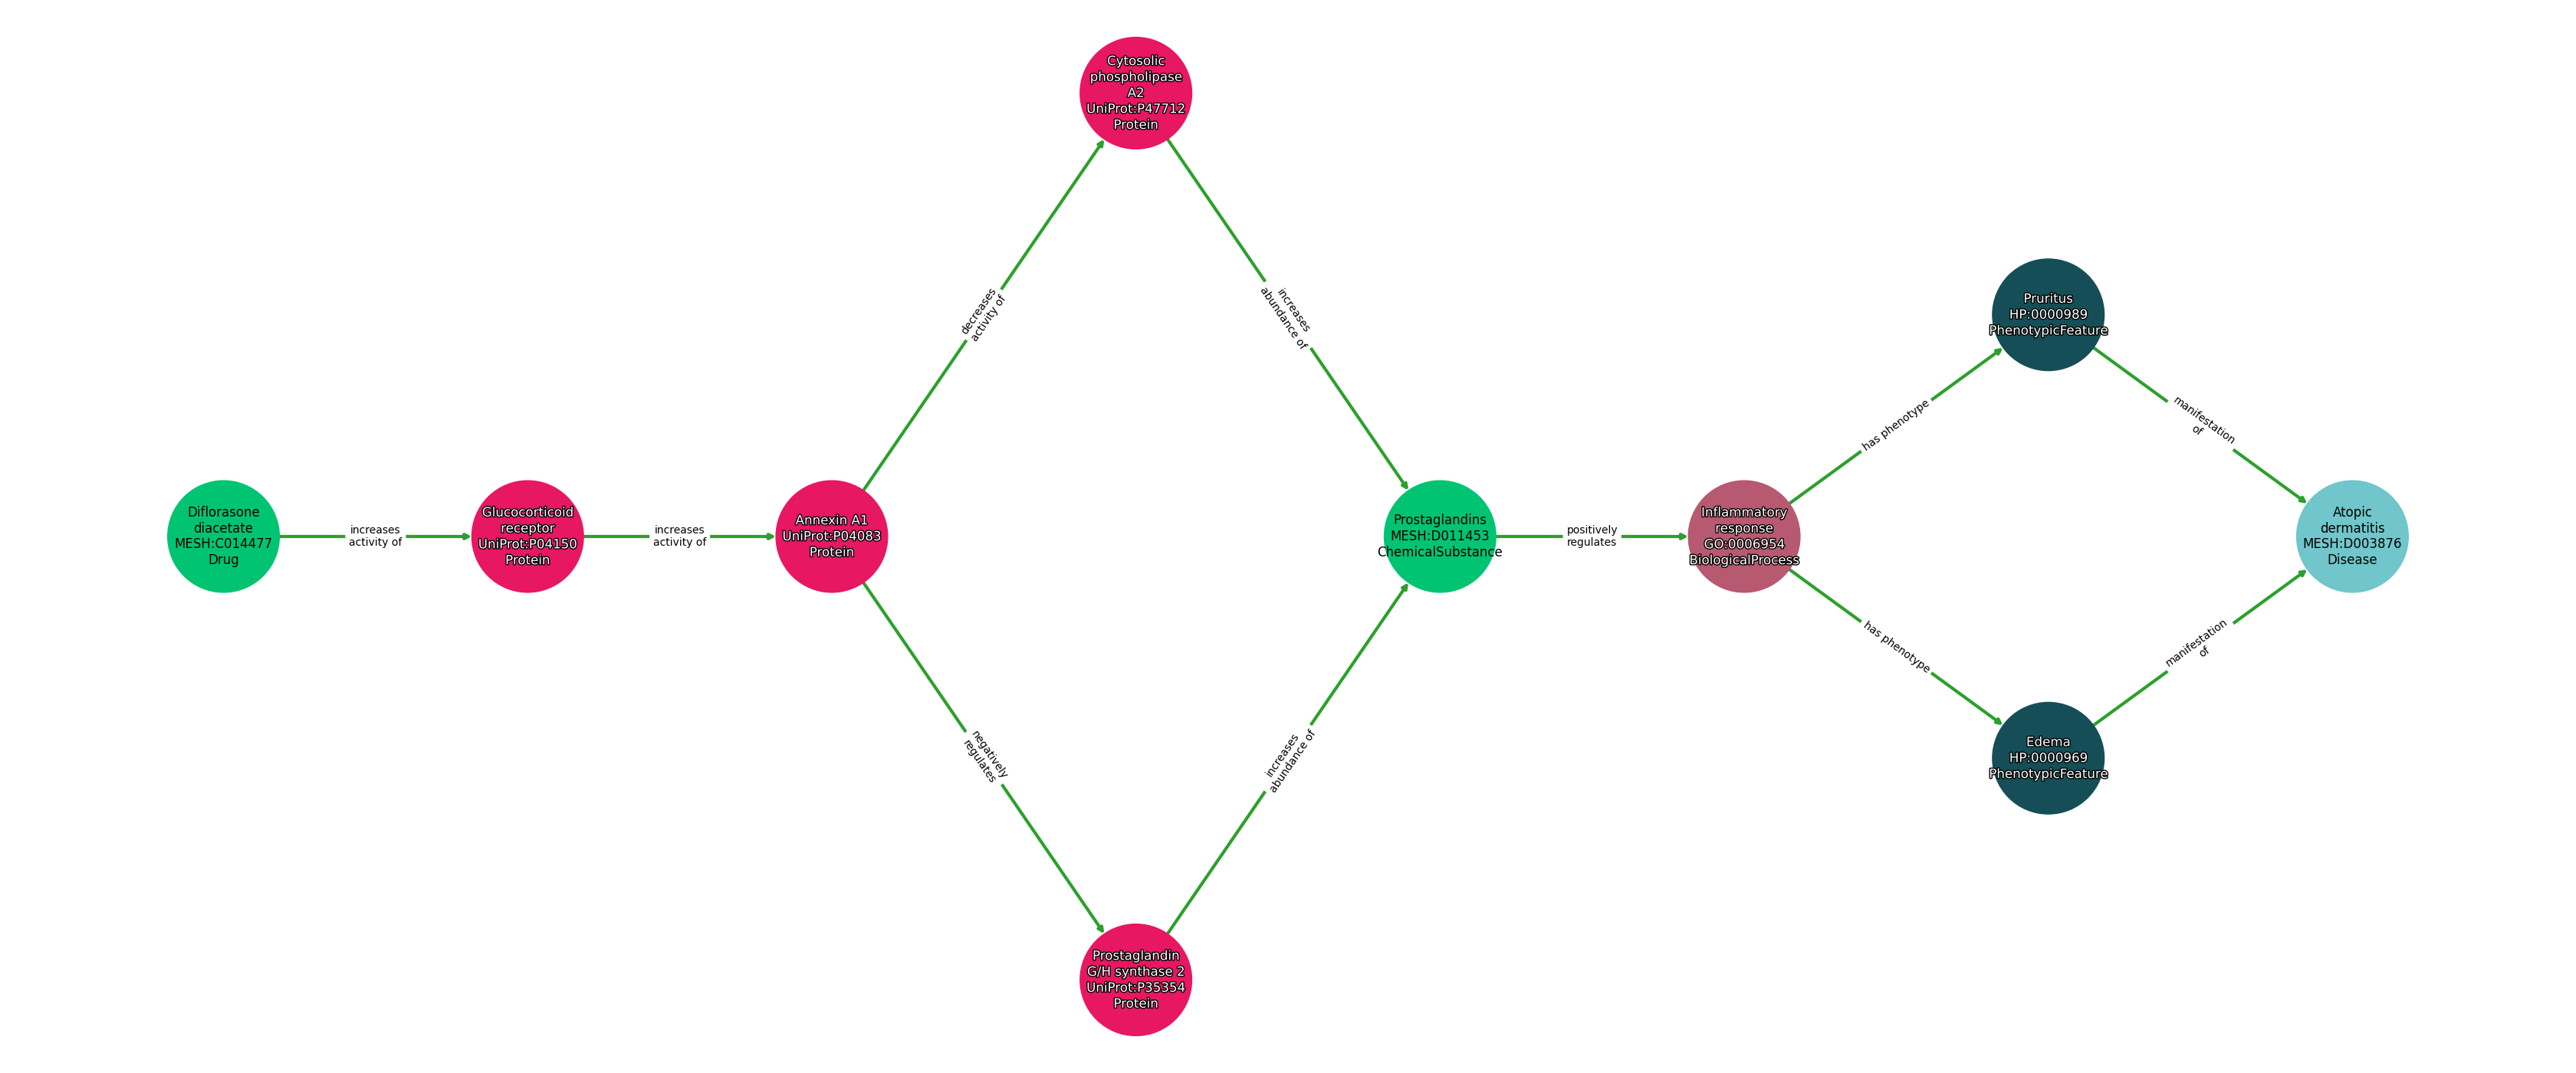 Cytosolic
phospholipase
A2
UniProt:P47712
Protein
decreases
activity of
increases
abundance of
Pruritus
HP:0000989
PhenotypicFeature
has phenotype
manifestation
of
Diflorasone
diacetate
MESH:C014477
Drug
increases
activity of
Glucocorticoid
receptor
UniProt:P04150
Protein
increases
activity of
Annexin A1
UniProt:P04083
Protein
Prostaglandins
MESH:D011453
ChemicalSubstance
positively
regulates
Inflammatory
response
GO:0006954
BiologicalProcess
Atopic
dermatitis
MESH:D003876
Disease
has phenotype
manifestation
of
negatively
regulates
increases
abundance of
Edema
HP:0000969
PhenotypicFeature
Prostaglandin
G/H synthase 2
UniProt:P35354
Protein